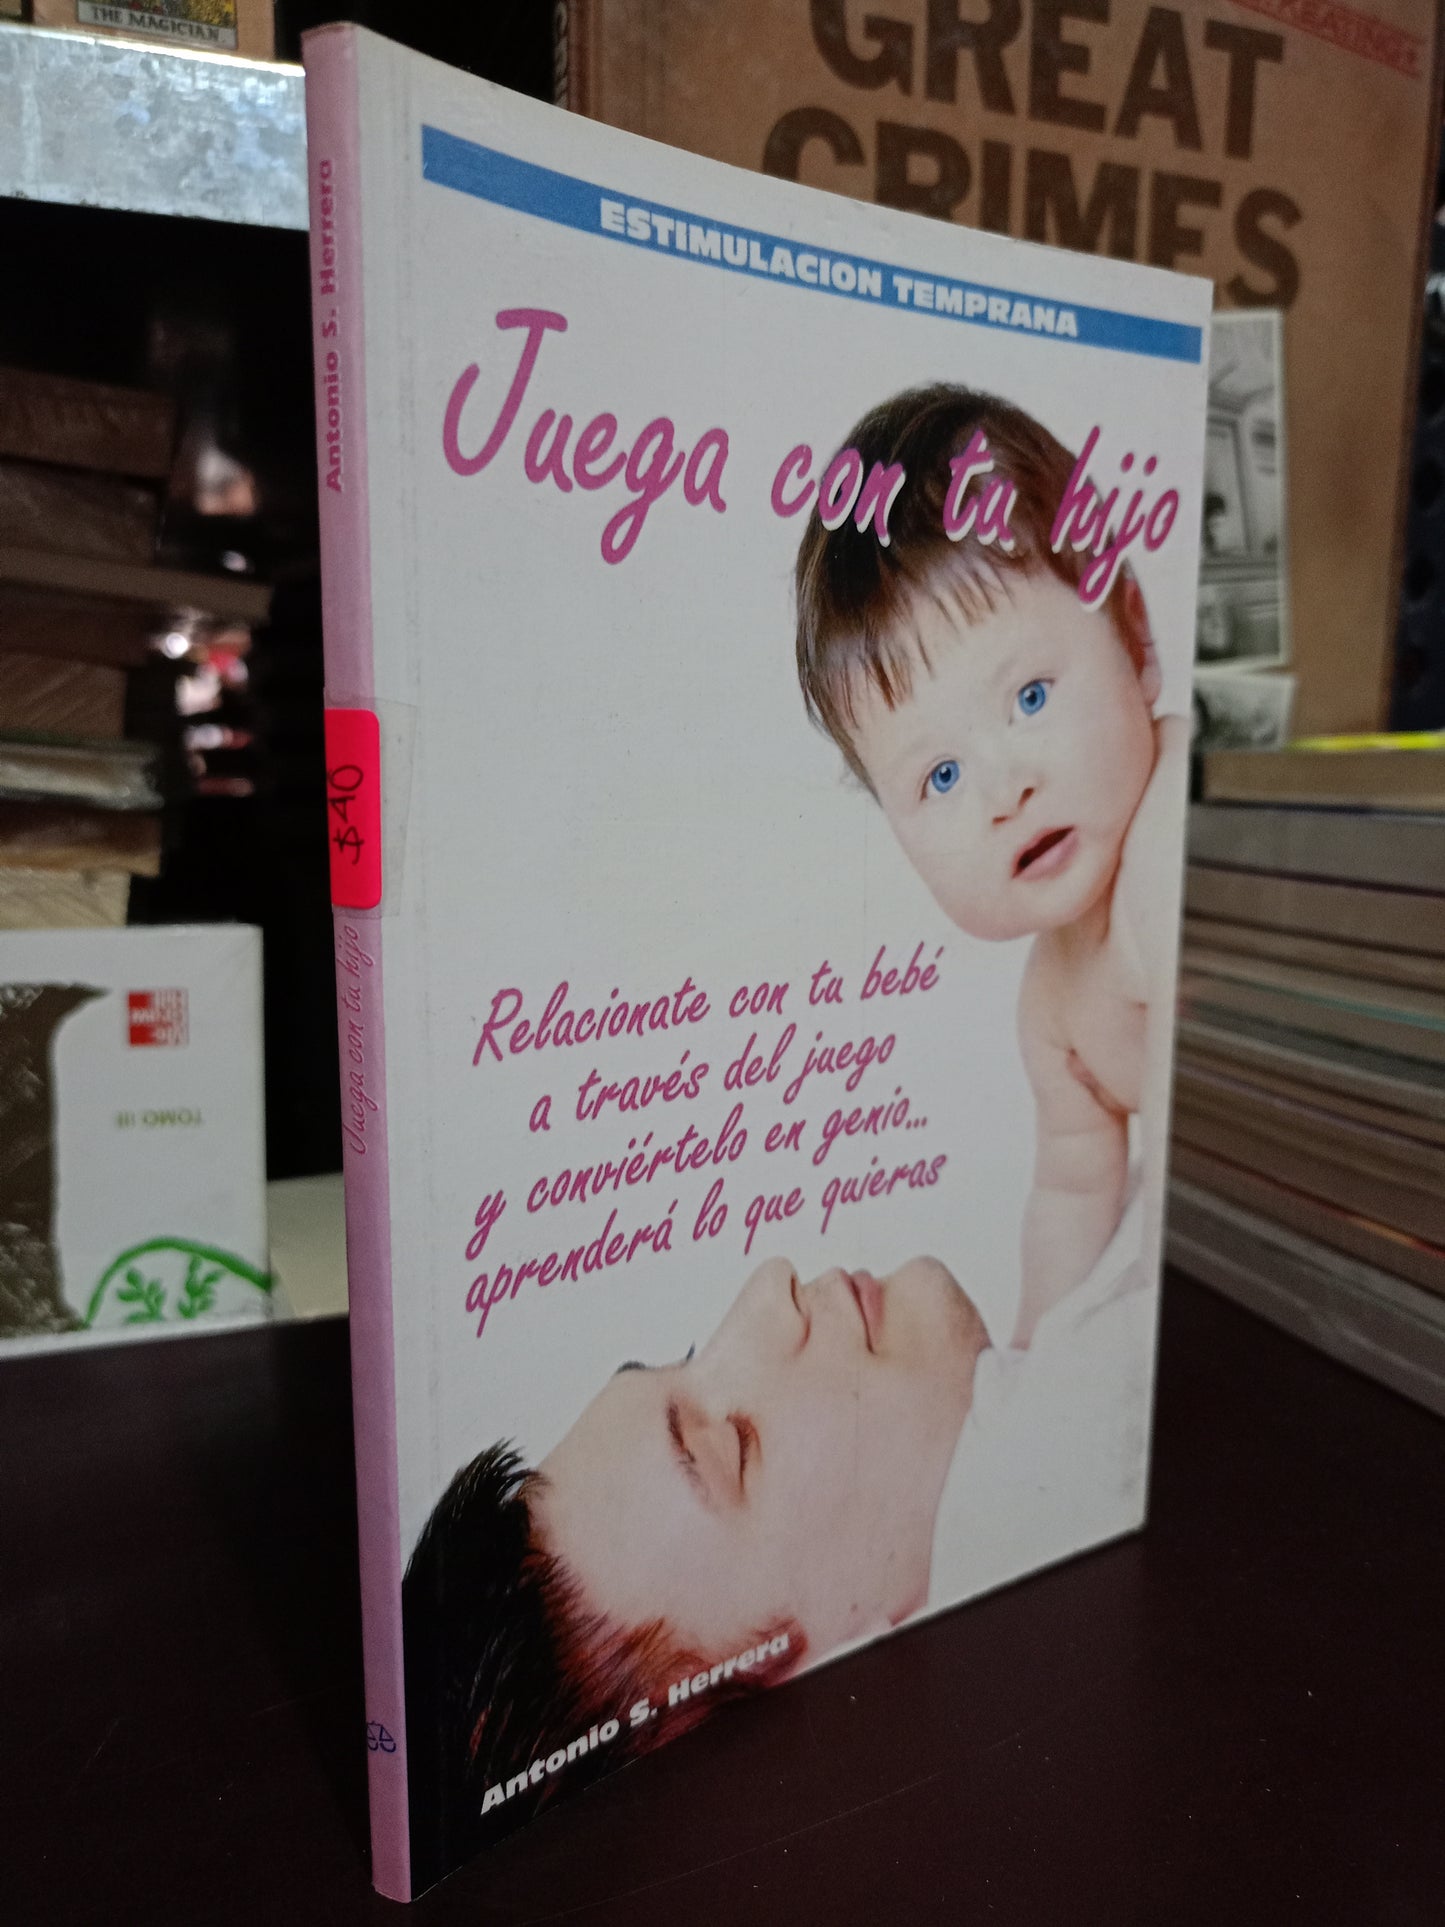 THE MAGICIAN.
GREAT
CRIMES
ESTIMULACION TEMPRANA
Juega con tu hijo
Relacionate con tu bebé
a través del juego
y conviértelo en genio...
aprenderá lo que quieras
Antonio S. Herrera
Antonio S. Herrera
$40
Juega con tu hijo
TOMO III